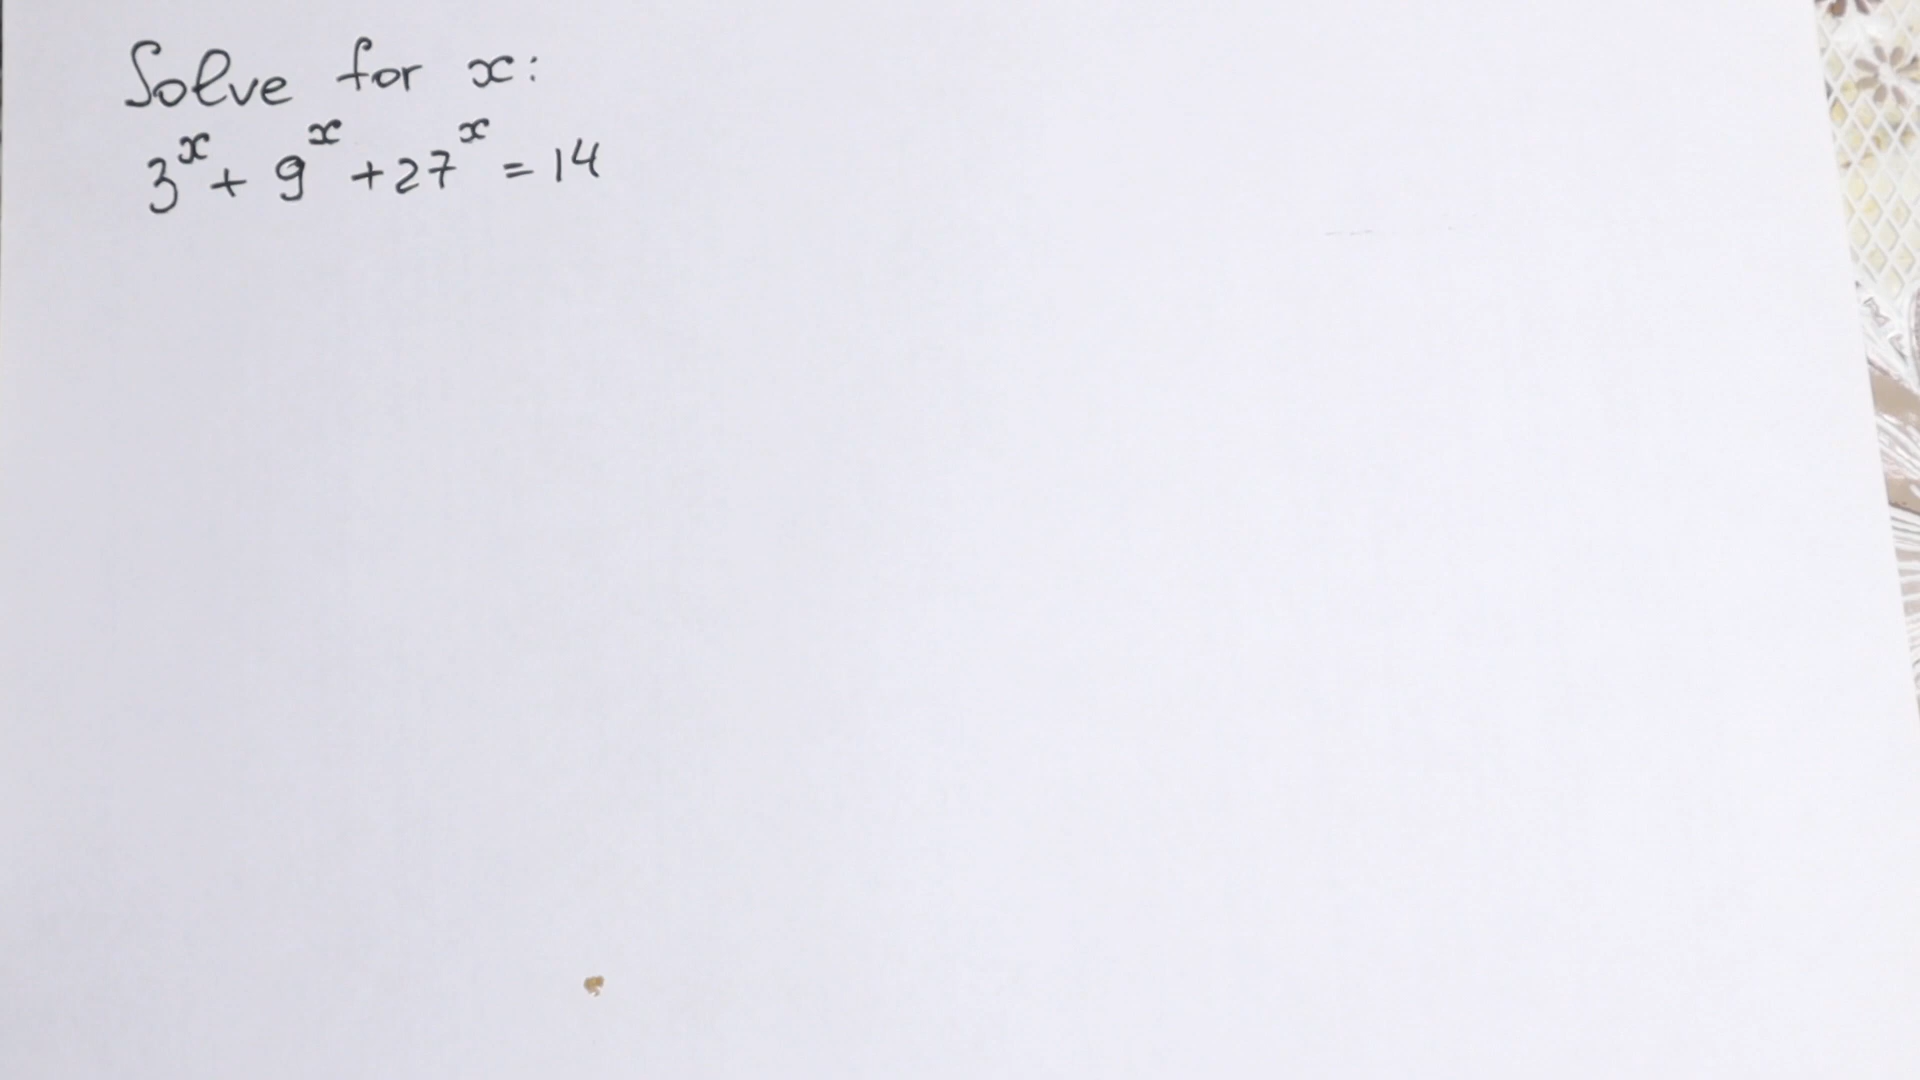 Solve for x:
3^x + 9^x + 27^x = 14